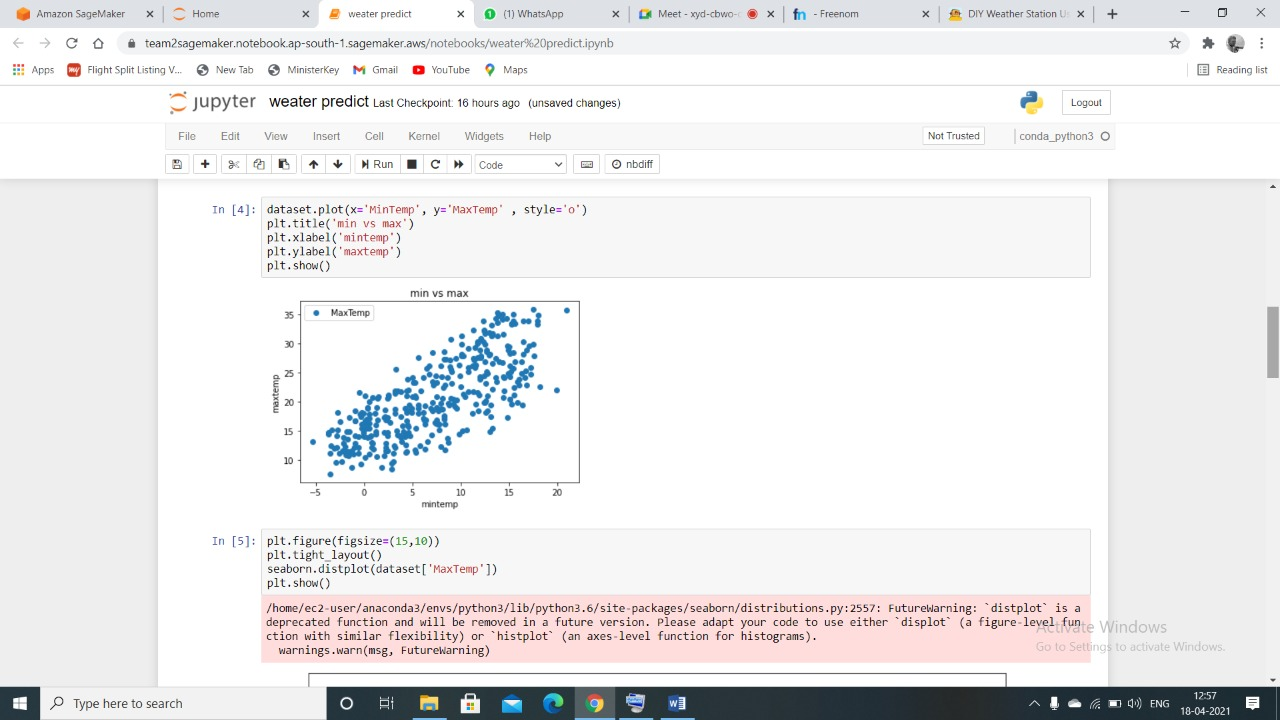 Amazon SageMaker
Home
weater predict
(1) WhatsApp
Meet - xyd-cbwo-c
- Freenom
DIY Weather Station Us
team2sagemaker.notebook.ap-south-1.sagemaker.aws/notebooks/weater%20predict.ipynb
Apps
Flight Split Listing V...
New Tab
MinisterKey
Gmail
YouTube
Maps
Reading list
jupyter weater predict Last Checkpoint: 16 hours ago (unsaved changes)
Logout
File Edit View Insert Cell Kernel Widgets Help
Not Trusted
conda_python3
Run
Code
nbdiff
In [4]: dataset.plot(x='MinTemp', y='MaxTemp' , style='o')
plt.title('min vs max')
plt.xlabel('mintemp')
plt.ylabel('maxtemp')
plt.show()
min vs max
MaxTemp
35
30
25
20
15
10
maxtemp
−5 0 5 10 15 20
mintemp
In [5]: plt.figure(figsize=(15,10))
plt.tight_layout()
seaborn.distplot(dataset['MaxTemp'])
plt.show()
/home/ec2-user/anaconda3/envs/python3/lib/python3.6/site-packages/seaborn/distributions.py:2557: FutureWarning: `distplot` is a
deprecated function and will be removed in a future version. Please adapt your code to use either `displot` (a figure-level fun
ction with similar flexibility) or `histplot` (an axes-level function for histograms).
warnings.warn(msg, FutureWarning)
Activate Windows
Go to Settings to activate Windows.
Type here to search
ENG
12:57
18-04-2021